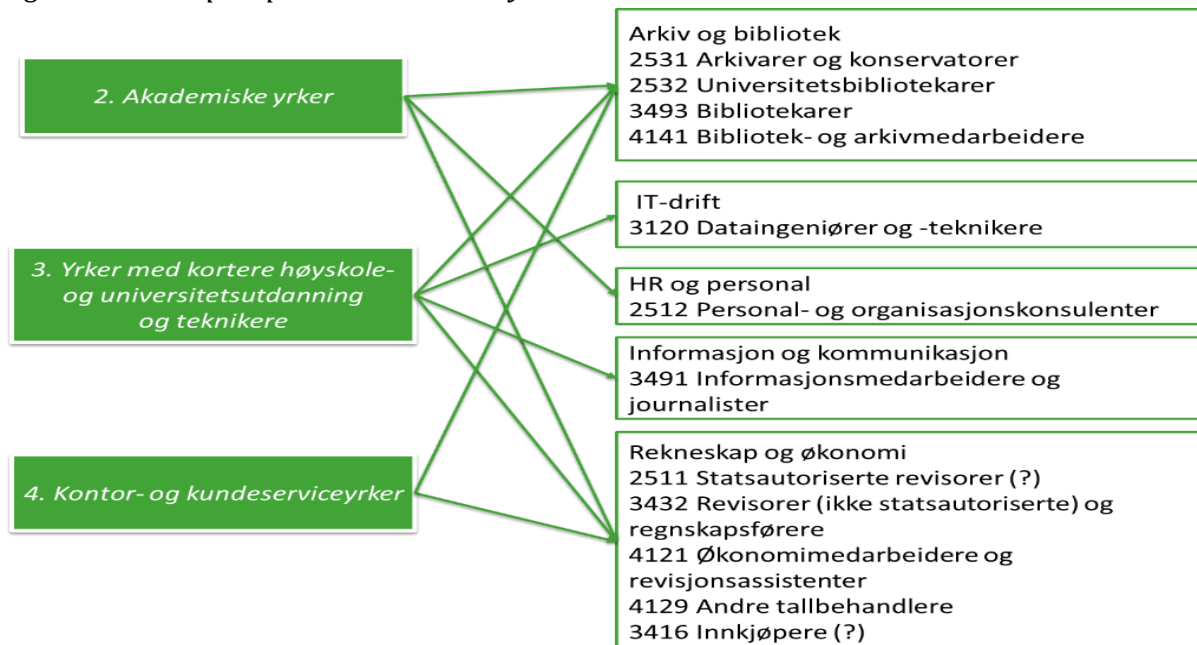 Arkiv og bibliotek
2531 Arkivarer og konservatorer
2532 Universitetsbibliotekarer
3493 Bibliotekarer
4141 Bibliotek- og arkivmedarbeidere
2. Akademiske yrker
IT-drift
3120 Dataingeniører og -teknikere
3. Yrker med kortere høyskole-
og universitetsutdanning
og teknikere
HR og personal
2512 Personal- og organisasjonskonsulenter
Informasjon og kommunikasjon
3491 Informasjonsmedarbeidere og
journalister
4. Kontor- og kundeserviceyrker
Rekneskap og økonomi
2511 Statsautoriserte revisorer (?)
3432 Revisorer (ikke statsautoriserte) og
regnskapsførere
4121 Økonomimedarbeidere og
revisjonsassistenter
4129 Andre tallbehandlere
3416 Innkjøpere (?)